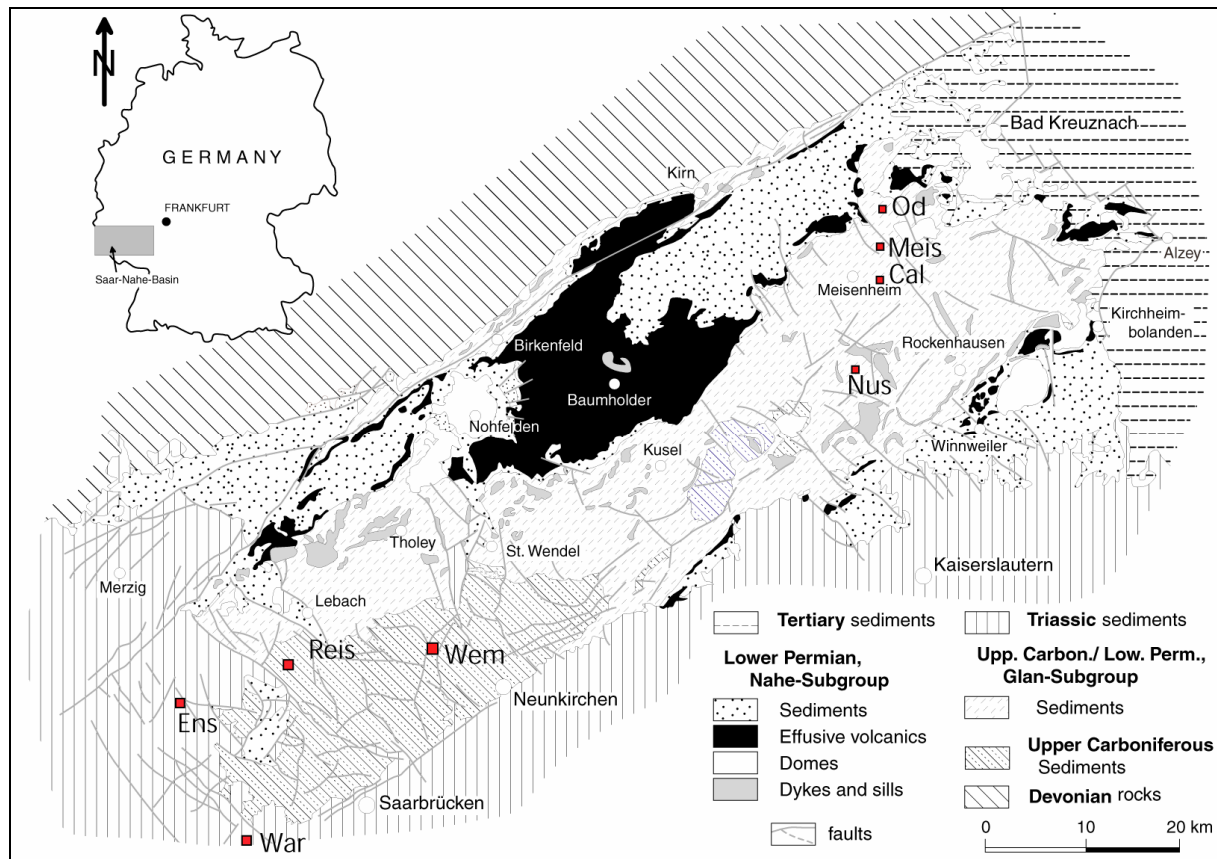 N
GERMANY
FRANKFURT
Saar-Nahe-Basin
Bad Kreuznach
Kirn
Od
Meis
Alzey
Cal
Meisenheim
Kirchheim-
bolanden
Birkenfeld
Rockenhausen
Nus
Baumholder
Nohfelden
Winnweiler
Kusel
Tholey
St. Wendel
Kaiserslautern
Merzig
Lebach
Reis
Wem
Neunkirchen
Ens
Saarbrücken
War
Tertiary sediments
Lower Permian,
Nahe-Subgroup
Sediments
Effusive volcanics
Domes
Dykes and sills
faults
Triassic sediments
Upp. Carbon./ Low. Perm.,
Glan-Subgroup
Sediments
Upper Carboniferous
Sediments
Devonian rocks
0 10 20 km